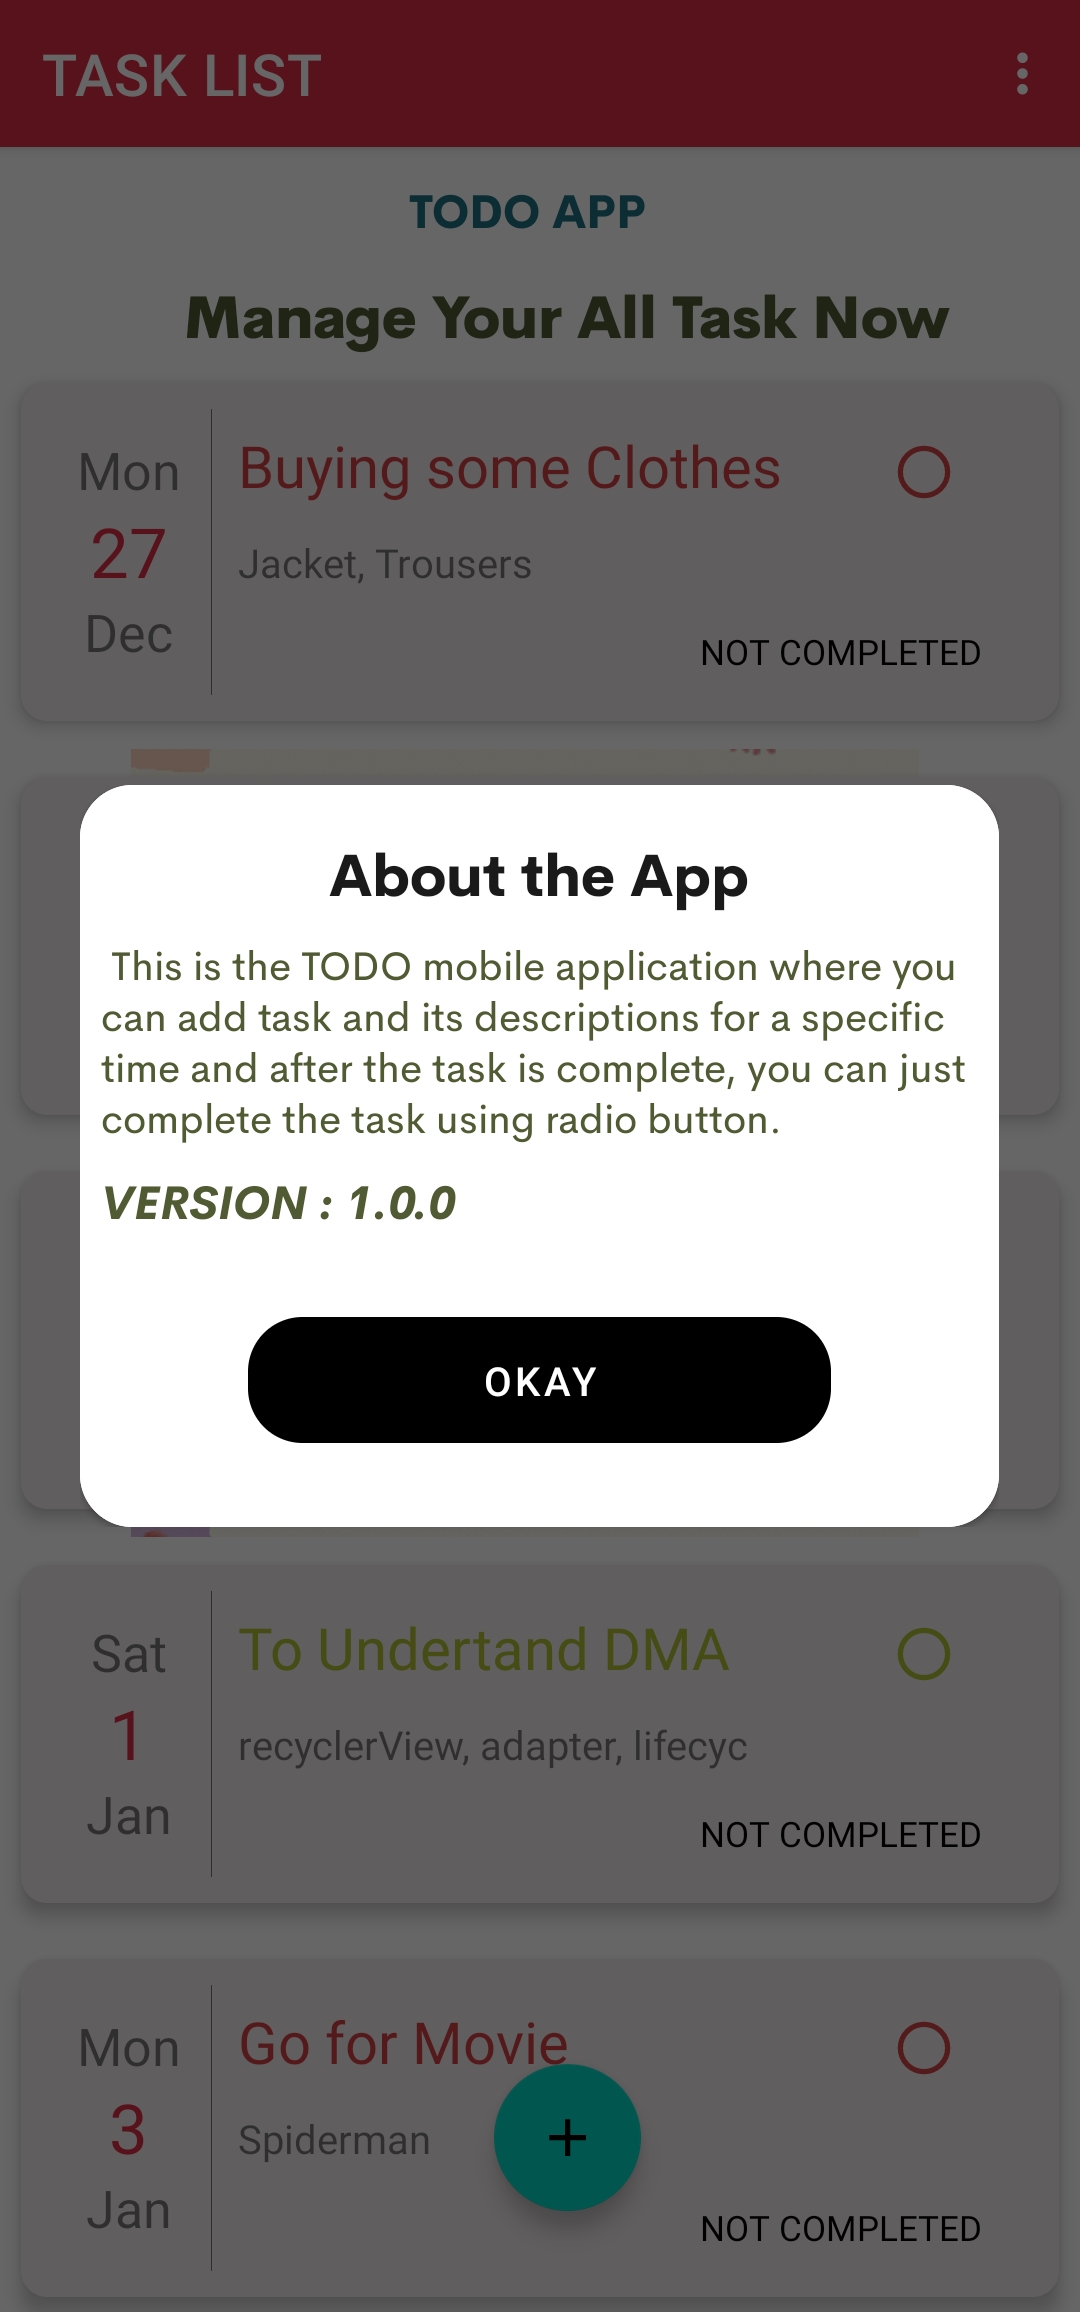 TASK LIST
TODO APP
Manage Your All Task Now
Mon
27
Dec
Buying some Clothes
Jacket, Trousers
NOT COMPLETED
About the App
This is the TODO mobile application where you
can add task and its descriptions for a specific
time and after the task is complete, you can just
complete the task using radio button.
VERSION : 1.0.0
OKAY
Sat
1
Jan
To Undertand DMA
recyclerView, adapter, lifecyc
NOT COMPLETED
Mon
3
Jan
Go for Movie
Spiderman
+
NOT COMPLETED